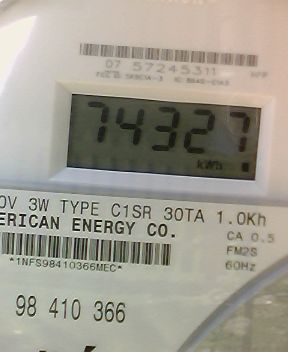 07 57245311
74327
kWh
0V 3W TYPE C1SR 30TA 1.0Kh
ERICAN ENERGY CO.
CA 0.5
FM2S
*1NFS98410366MEC*
60Hz
98 410 366